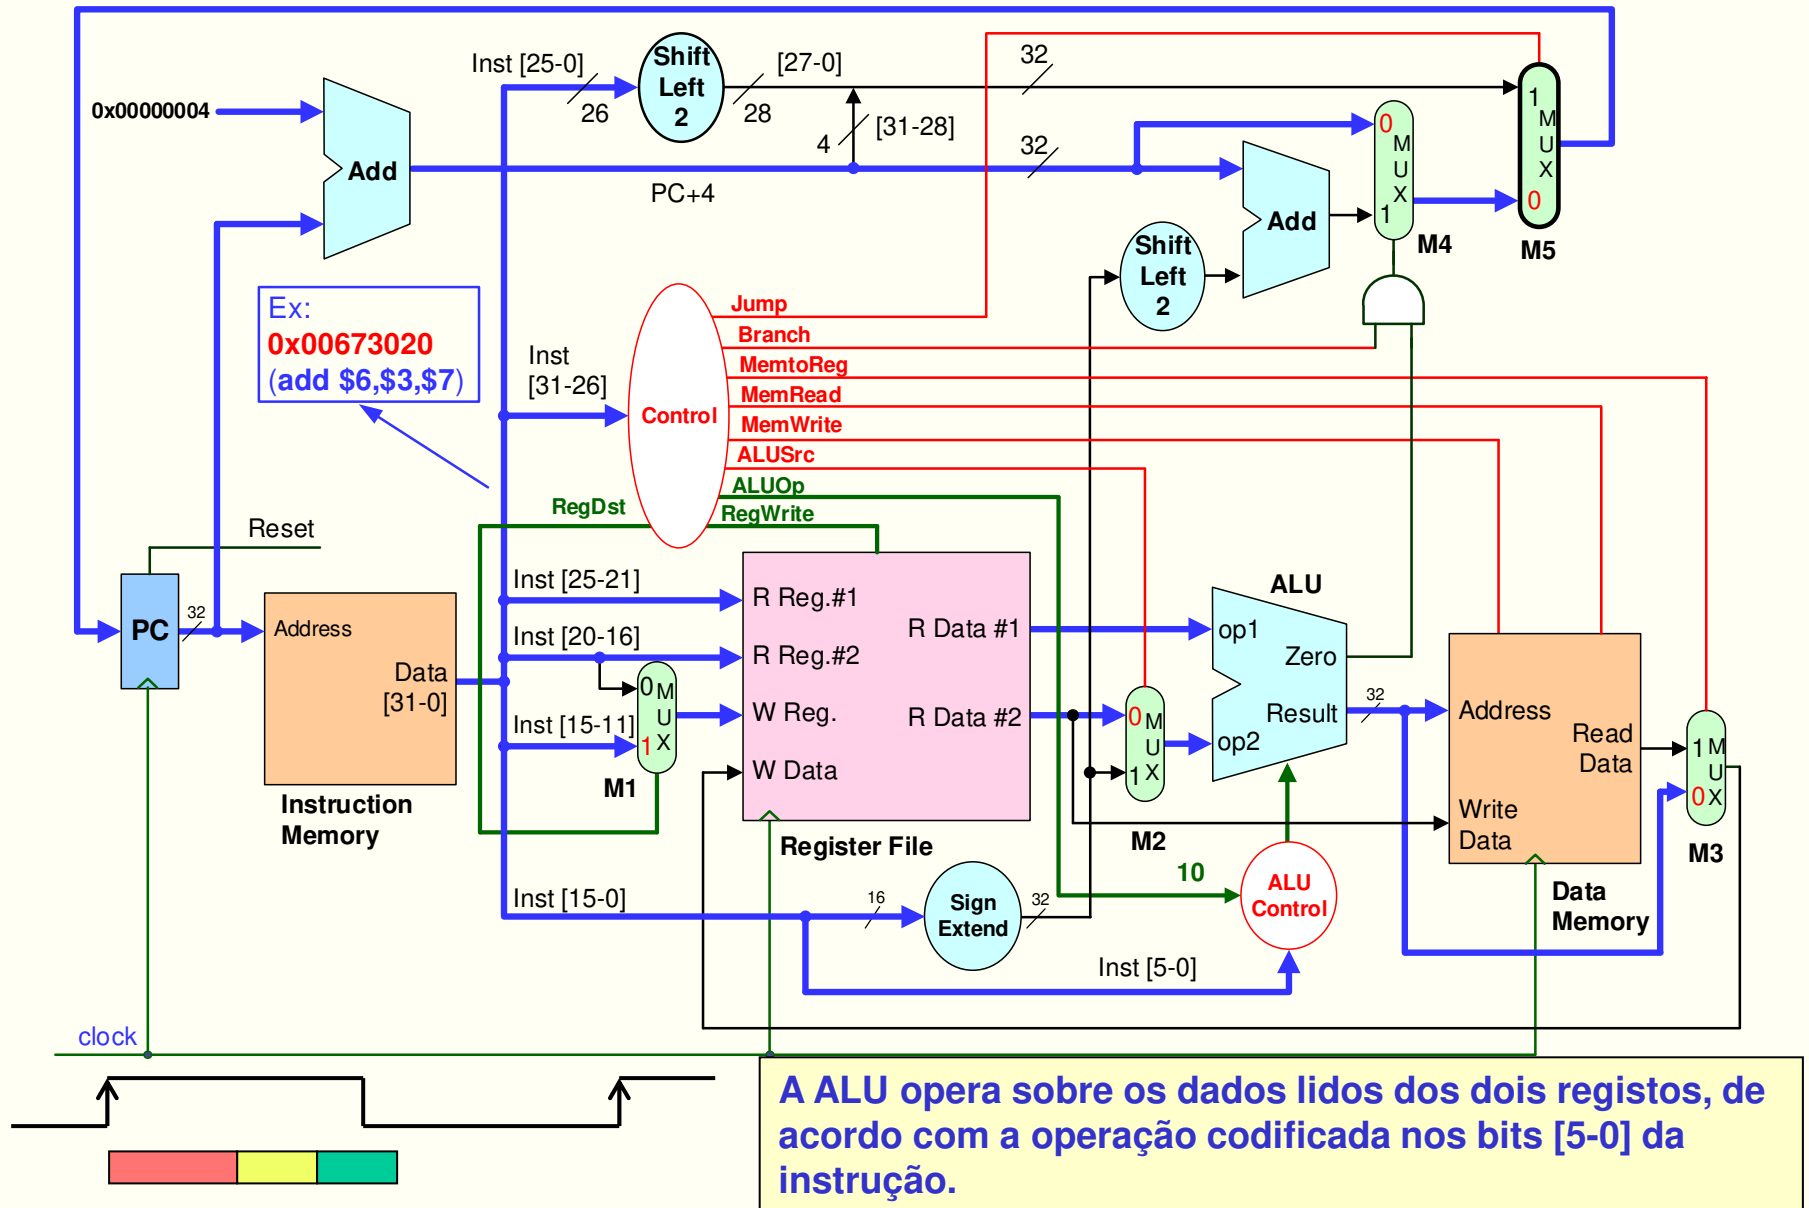 Inst [25-0]
26
Shift
Left
2
[27-0]
28
32
0x00000004
Add
4
[31-28]
PC+4
32
0
M
U
X
1
M4
1
M
U
X
0
M5
Add
Shift
Left
2
Ex:
0x00673020
(add $6,$3,$7)
Inst
[31-26]
Control
Jump
Branch
MemtoReg
MemRead
MemWrite
ALUSrc
ALUOp
RegWrite
RegDst
Reset
PC
32
Address
Data
[31-0]
Instruction
Memory
Inst [25-21]
Inst [20-16]
Inst [15-11]
0
M
U
1
X
M1
R Reg.#1
R Reg.#2
W Reg.
W Data
R Data #1
R Data #2
Register File
0
M
U
1
X
M2
ALU
op1
Zero
Result
op2
32
Address
Read
Data
Write
Data
Data
Memory
1
M
U
0
X
M3
Inst [15-0]
16
Sign
Extend
32
10
ALU
Control
Inst [5-0]
clock
A ALU opera sobre os dados lidos dos dois registos, de
acordo com a operação codificada nos bits [5-0] da
instrução.